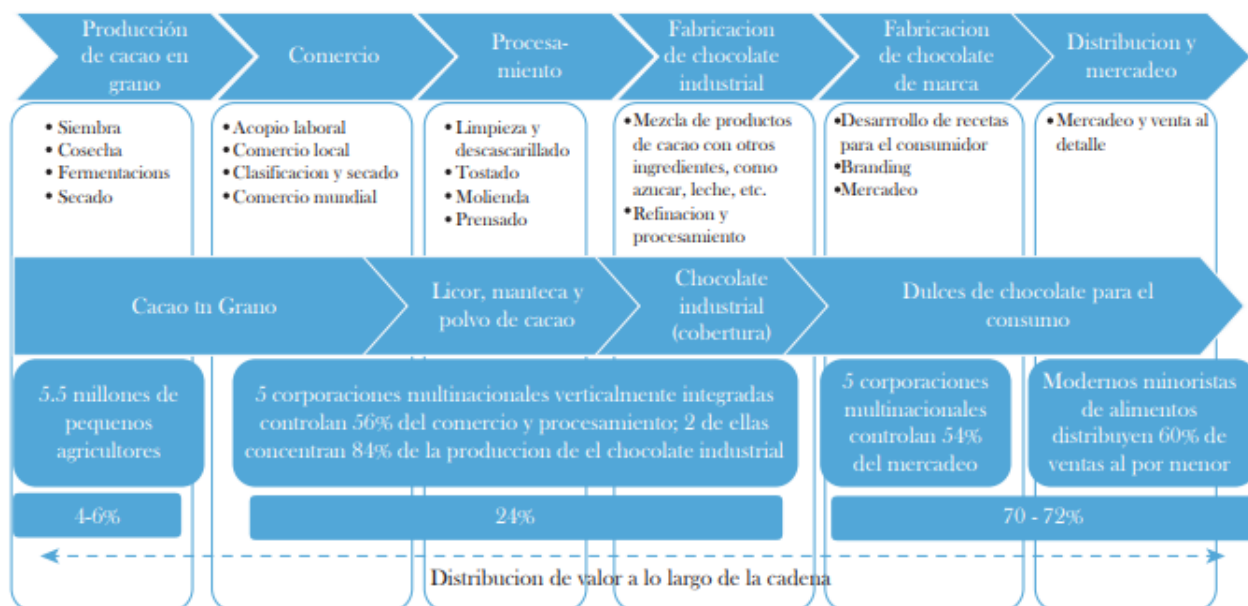 Producción
de cacao en
grano
Comercio
Procesa-
miento
Fabricacion
de chocolate
industrial
Fabricacion
de chocolate
de marca
Distribucion y
mercadeo
• Siembra
• Cosecha
• Fermentacions
• Secado
• Acopio laboral
• Comercio local
• Clasificacion y secado
• Comercio mundial
• Limpieza y
descascarillado
• Tostado
• Molienda
• Prensado
• Mezcla de productos
de cacao con otros
ingredientes, como
azucar, leche, etc.
• Refinacion y
procesamiento
• Desarrrollo de recetas
para el consumidor
• Branding
• Mercadeo
• Mercadeo y venta al
detalle
Cacao tn Grano
Licor, manteca y
polvo de cacao
Chocolate
industrial
(cobertura)
Dulces de chocolate para el
consumo
5.5 millones de
pequenos
agricultores
5 corporaciones multinacionales verticalmente integradas
controlan 56% del comercio y procesamiento; 2 de ellas
concentran 84% de la produccion de el chocolate industrial
5 corporaciones
multinacionales
controlan 54%
del mercadeo
Modernos minoristas
de alimentos
distribuyen 60% de
ventas al por menor
4-6%
24%
70 - 72%
Distribucion de valor a lo largo de la cadena